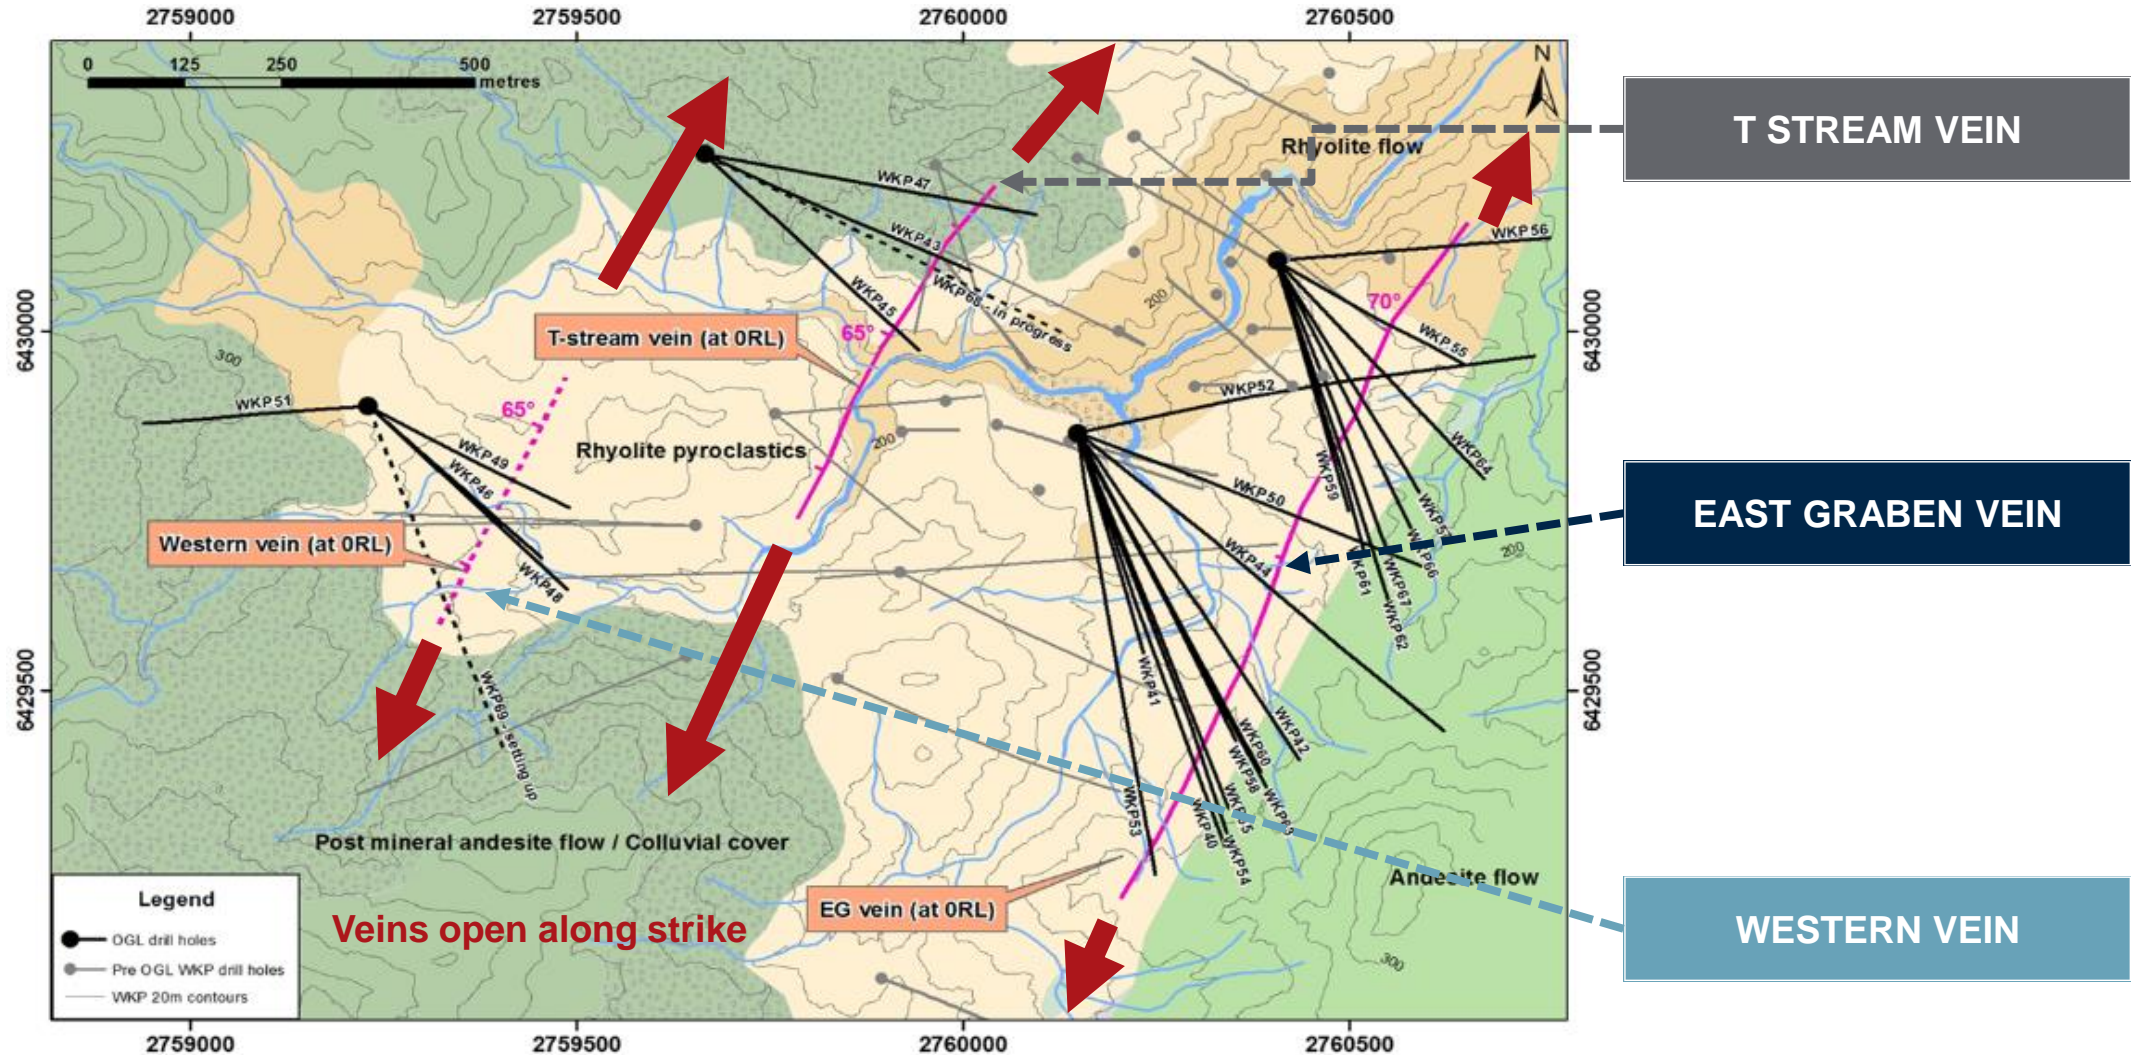 2759000 2759500 2760000 2760500
0 125 250 500
metres
N
T STREAM VEIN
Rhyolite flow
WKP47
WKP43
WKP56
WKP68 - in progress
WKP45
200
70°
6430000
6430000
T-stream vein (at 0RL)
65°
WKP55
300
WKP52
WKP51
65°
200
Rhyolite pyroclastics
WKP49
WKP46
WKP64
WKP59
WKP50
EAST GRABEN VEIN
WKP57
WKP66
200
Western vein (at 0RL)
WKP44
WKP61
WKP67
WKP48
WKP62
6429500
6429500
WKP41
WKP69 - setting up
WKP42
WKP60
WKP58
WKP53
WKP40
WKP63
WKP54
Post mineral andesite flow / Colluvial cover
Andesite flow
Legend
OGL drill holes
Pre OGL WKP drill holes
WKP 20m contours
Veins open along strike
EG vein (at 0RL)
WESTERN VEIN
300
2759000 2759500 2760000 2760500